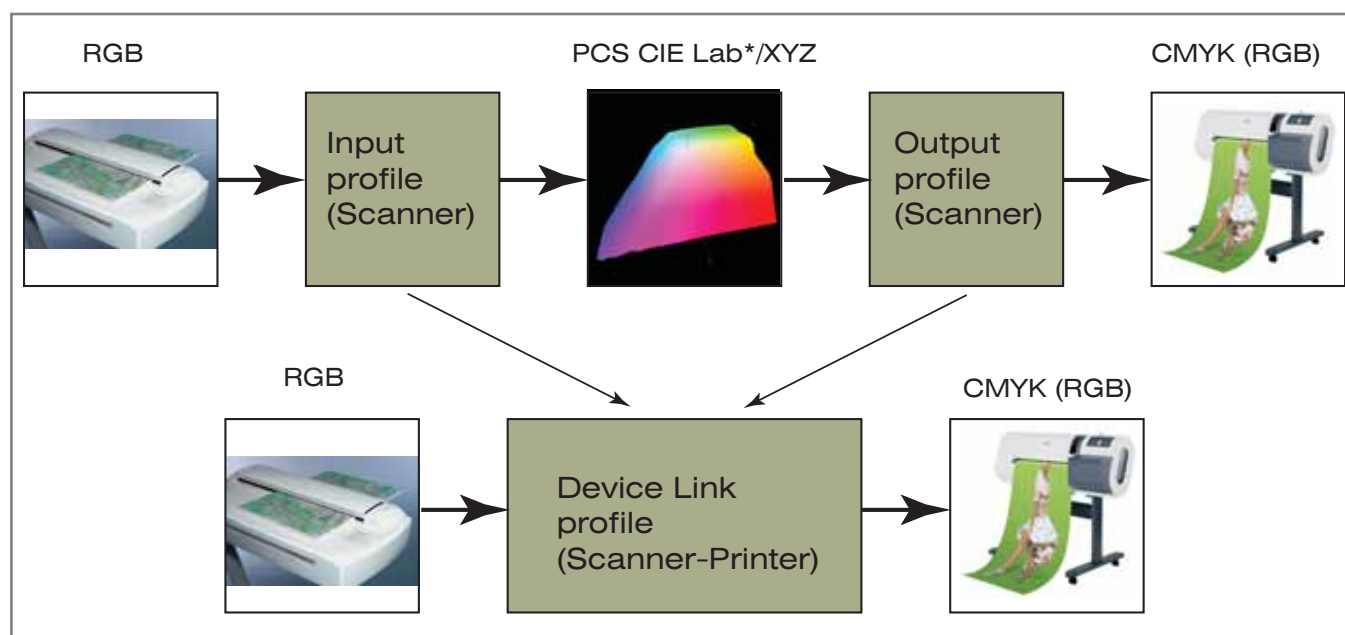 RGB
PCS CIE Lab*/XYZ
CMYK (RGB)
Input
profile
(Scanner)
Output
profile
(Scanner)
RGB
CMYK (RGB)
Device Link
profile
(Scanner-Printer)